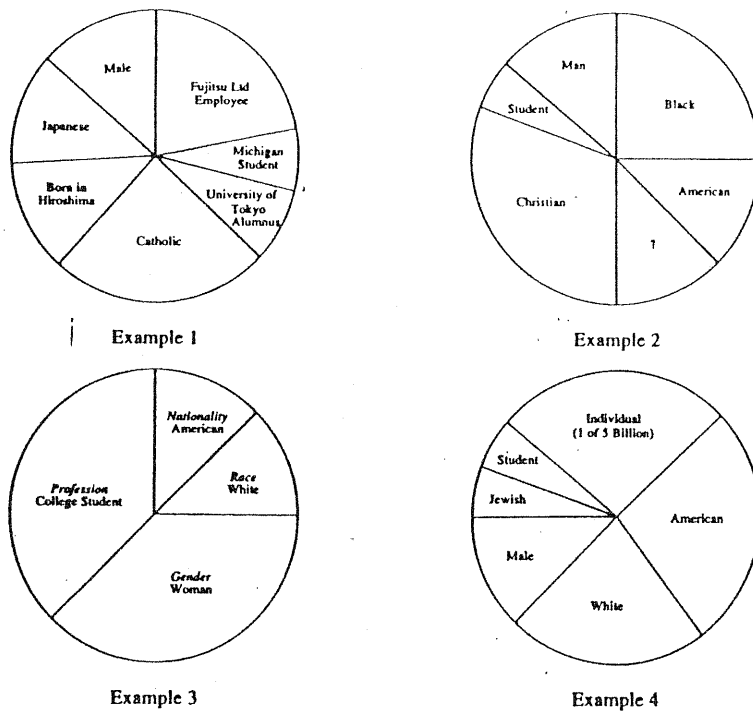 Male
Fujitsu Ltd
Employee
Japanese
Michigan
Student
Born in
Hiroshima
University of
Tokyo
Alumnus
Catholic
Example 1
Man
Black
Student
Christian
American
?
Example 2
Nationality
American
Profession
College Student
Race
White
Gender
Woman
Example 3
Individual
(1 of 5 Billion)
Student
Jewish
American
Male
White
Example 4